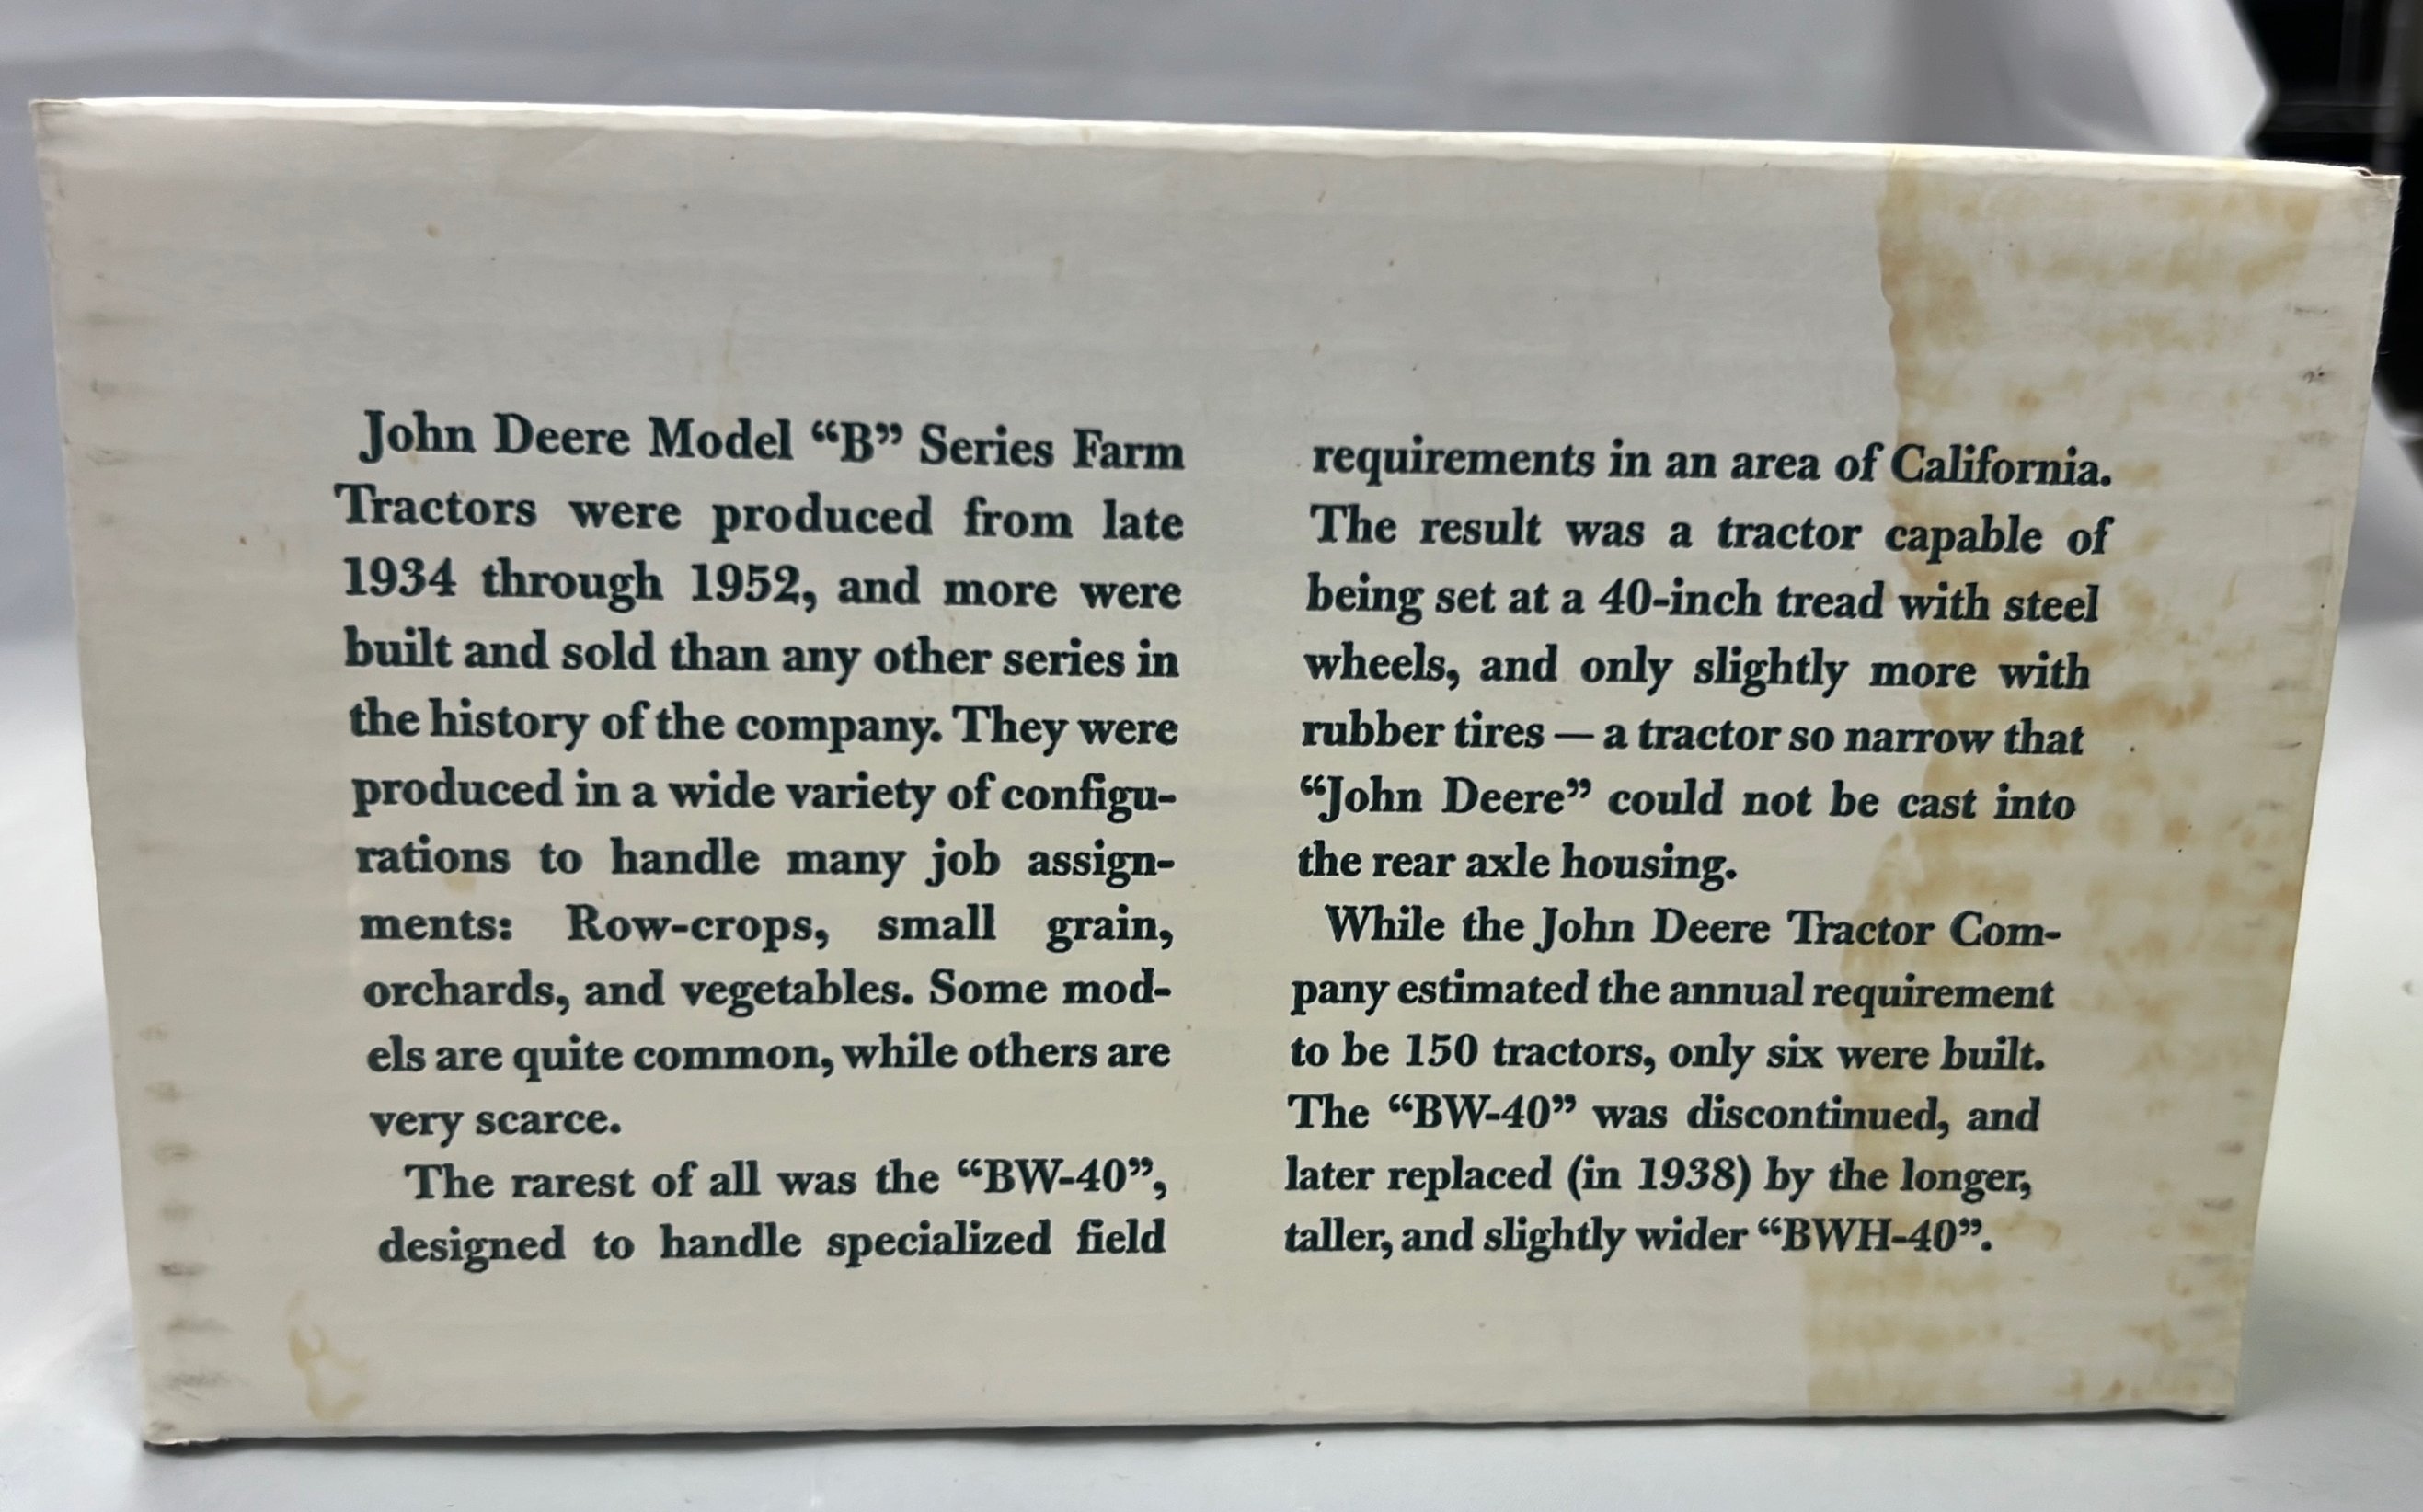 John Deere Model “B” Series Farm
Tractors were produced from late
1934 through 1952, and more were
built and sold than any other series in
the history of the company. They were
produced in a wide variety of configu-
rations to handle many job assign-
ments: Row-crops, small grain,
orchards, and vegetables. Some mod-
els are quite common, while others are
very scarce.
The rarest of all was the “BW-40”,
designed to handle specialized field
requirements in an area of California.
The result was a tractor capable of
being set at a 40-inch tread with steel
wheels, and only slightly more with
rubber tires — a tractor so narrow that
“John Deere” could not be cast into
the rear axle housing.
While the John Deere Tractor Com-
pany estimated the annual requirement
to be 150 tractors, only six were built.
The “BW-40” was discontinued, and
later replaced (in 1938) by the longer,
taller, and slightly wider “BWH-40”.